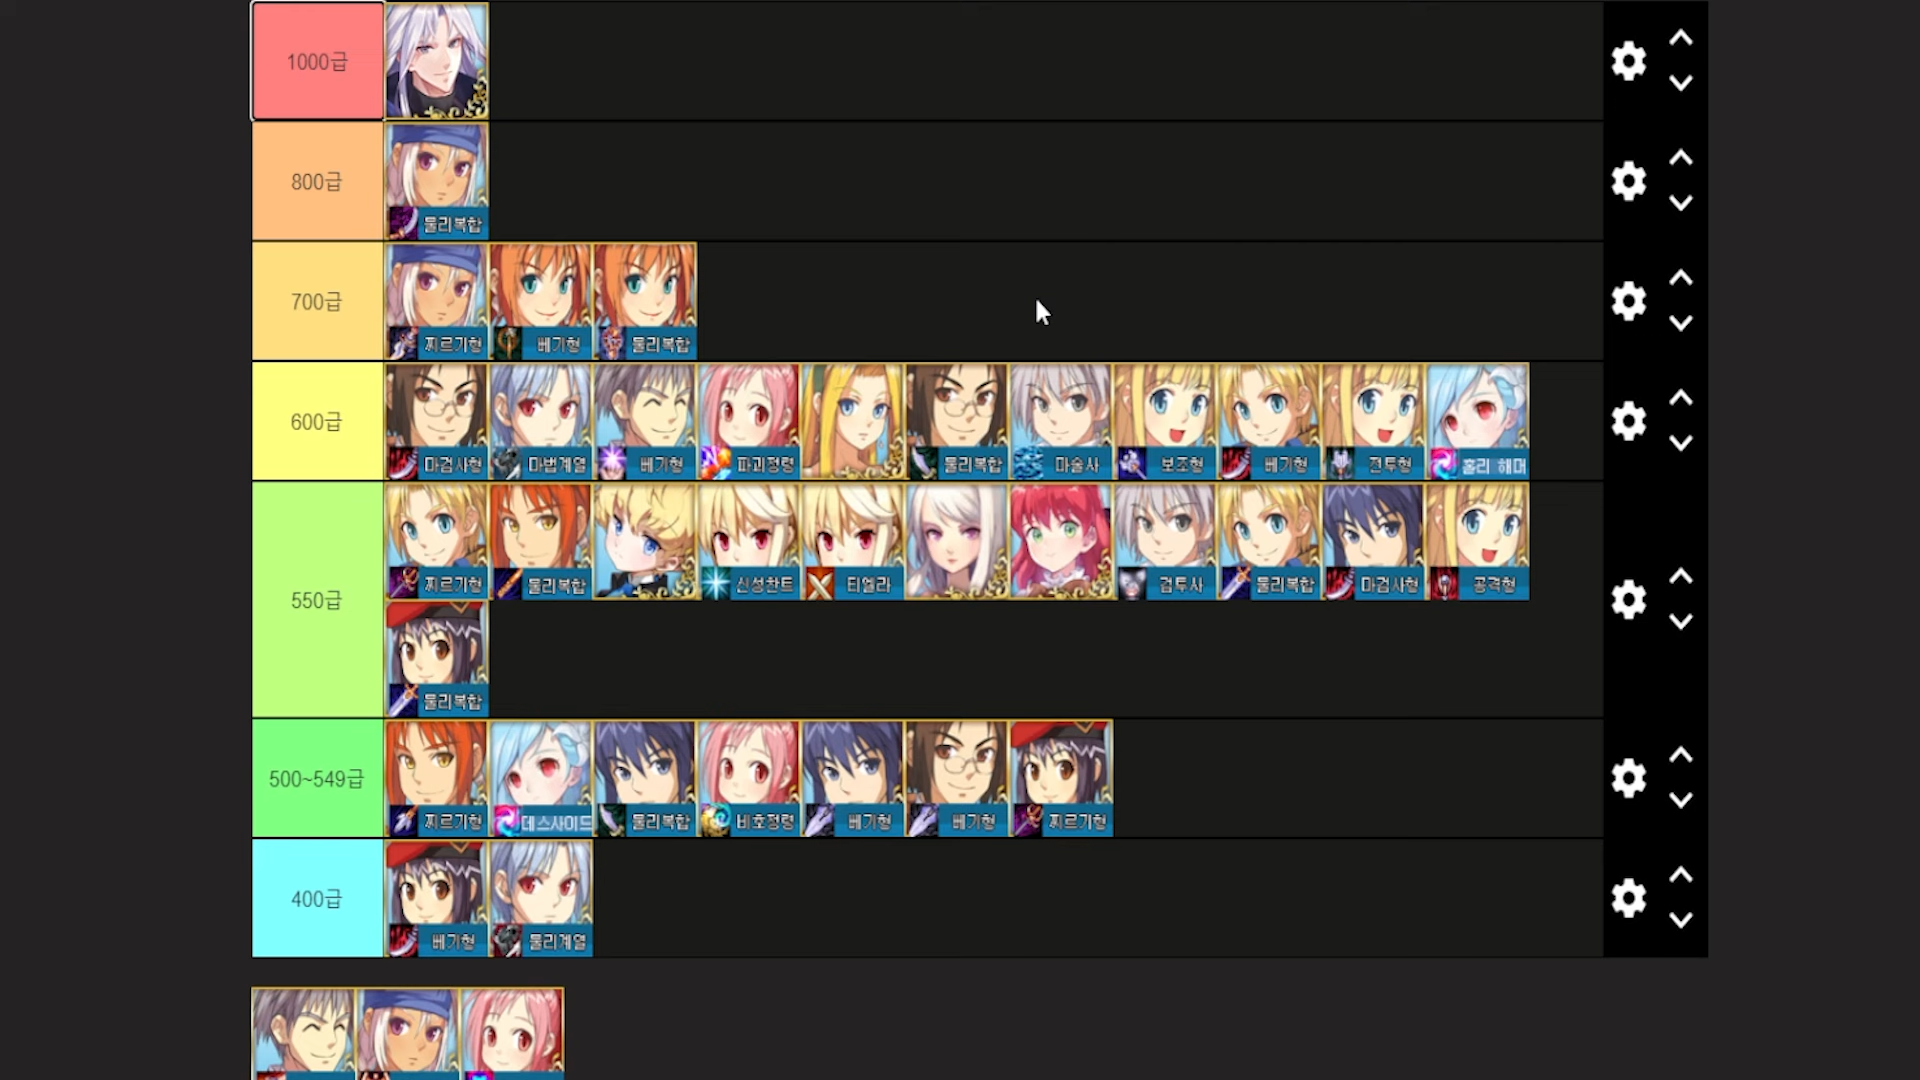 1000급
800급
물리복합
700급
찌르기형 베기형 물리복합
600급
마검사형 마법계열 베기형 파괴정령 물리복합 마술사 보조형 베기형 전투형 홀리 해머
550급
찌르기형 물리복합 신성찬트 티엘라 검투사 물리복합 마검사형 공격형
물리복합
500~549급
찌르기형 데스사이드 물리복합 비호정령 베기형 베기형 찌르기형
400급
베기형 물리계열